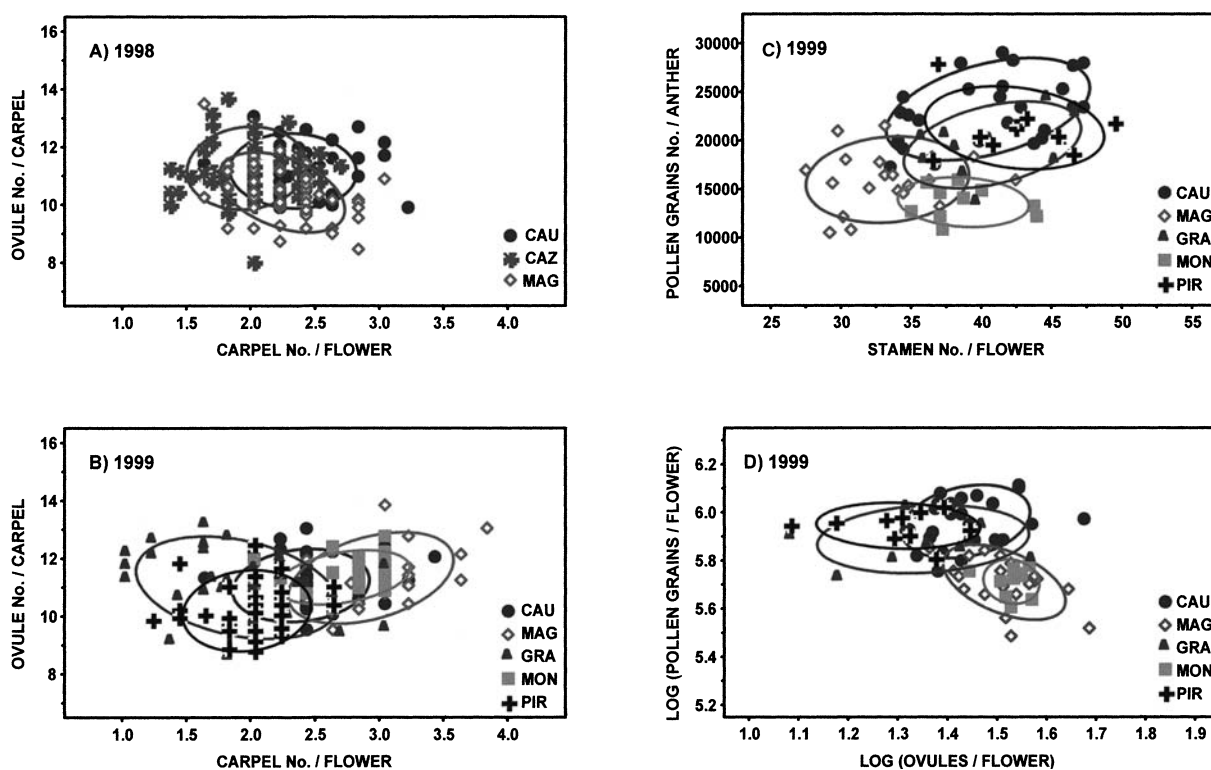 A) 1998
OVULE No. / CARPEL
16
14
12
10
8
1.0 1.5 2.0 2.5 3.0 3.5 4.0
CARPEL No. / FLOWER
CAU
CAZ
MAG
C) 1999
POLLEN GRAINS No. / ANTHER
30000
25000
20000
15000
10000
5000
25 30 35 40 45 50 55
STAMEN No. / FLOWER
CAU
MAG
GRA
MON
PIR
B) 1999
OVULE No. / CARPEL
16
14
12
10
8
1.0 1.5 2.0 2.5 3.0 3.5 4.0
CARPEL No. / FLOWER
CAU
MAG
GRA
MON
PIR
D) 1999
LOG (POLLEN GRAINS / FLOWER)
6.2
6.0
5.8
5.6
5.4
5.2
1.0 1.1 1.2 1.3 1.4 1.5 1.6 1.7 1.8 1.9
LOG (OVULES / FLOWER)
CAU
MAG
GRA
MON
PIR